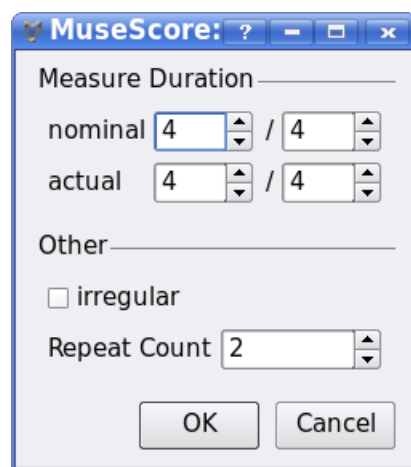 MuseScore: ?
Measure Duration
nominal 4 / 4
actual 4 / 4
Other
irregular
Repeat Count 2
OK Cancel